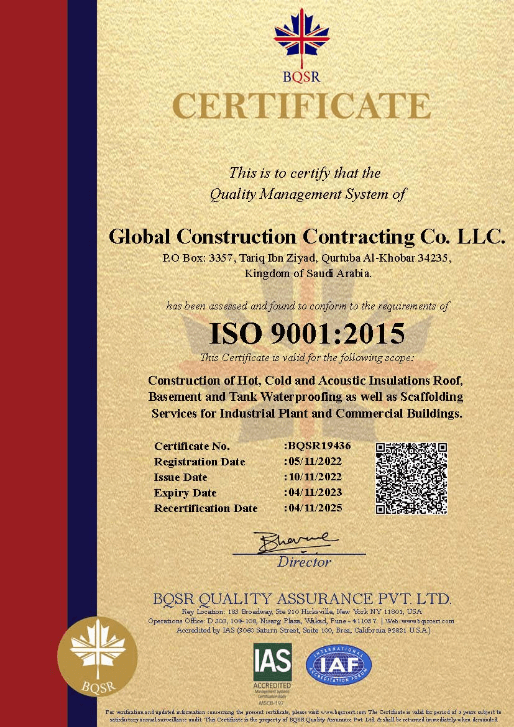 BQSR
CERTIFICATE
This is to certify that the
Quality Management System of
Global Construction Contracting Co. LLC.
P.O Box: 3357, Tariq Ibn Ziyad, Qurtuba Al-Khobar 34235,
Kingdom of Saudi Arabia.
has been assessed and found to conform to the requirements of
ISO 9001:2015
This Certificate is valid for the following scope:
Construction of Hot, Cold and Acoustic Insulations Roof,
Basement and Tank Waterproofing as well as Scaffolding
Services for Industrial Plant and Commercial Buildings.
Certificate No. :BQSR19436
Registration Date :05/11/2022
Issue Date :10/11/2022
Expiry Date :04/11/2023
Recertification Date :04/11/2025
Director
BQSR QUALITY ASSURANCE PVT. LTD.
Key Location: 183 Broadway, Ste 210 Hicksville, New York NY 11801, USA
Operations Office: D 303, 109-108, Nisarg Plaza, Wakad, Pune - 411057. | Web: www.bqsrcert.com
Accredited by IAS (3060 Saturn Street, Suite 100, Brea, California 92821 U.S.A.)
BQSR
IAS
ACCREDITED
Management Systems
Certification Body
INTERNATIONAL
IAF
ACCREDITATION FORUM
For verification and updated information concerning the present certificate, please visit www.bqsrcert.com The Certificate is valid for period of 3 years subject to
satisfactory annual surveillance audit. This Certificate is the property of BQSR Quality Assurance Pvt. Ltd. & shall be returned immediately when demanded.